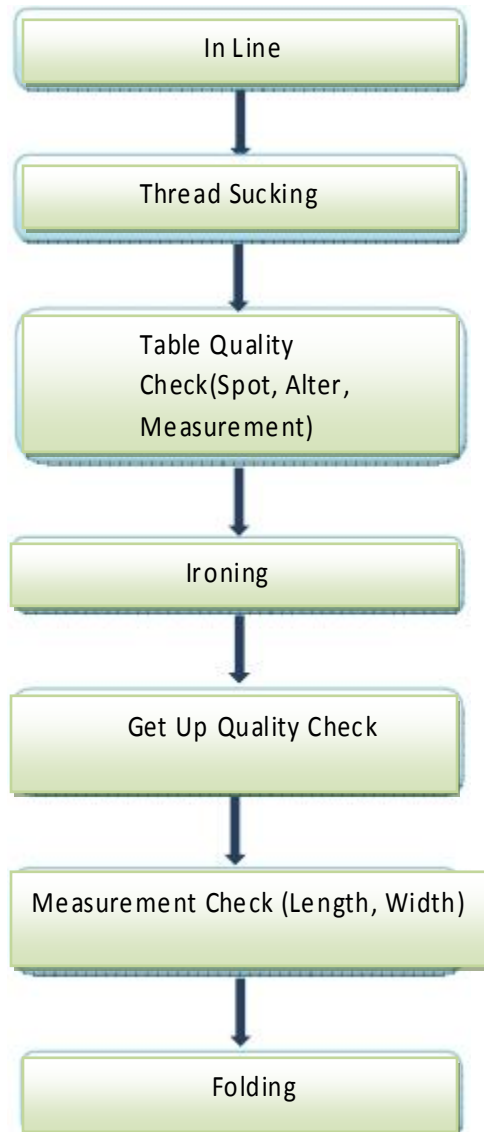 In Line
Thread Sucking
Table Quality
Check(Spot, Alter,
Measurement)
Ironing
Get Up Quality Check
Measurement Check (Length, Width)
Folding